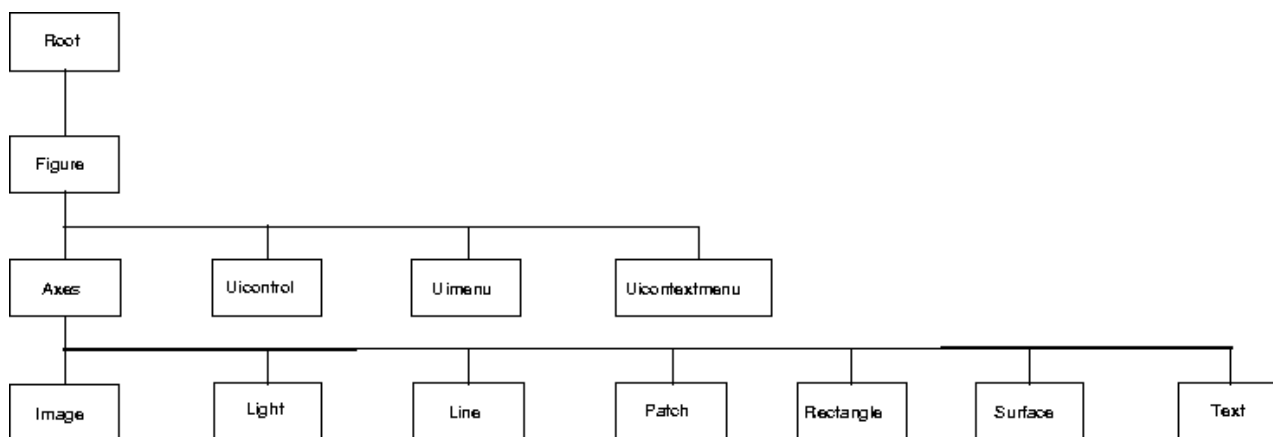 Root
Figure
Axes
Uicontrol
Uimenu
Uicontextmenu
Image
Light
Line
Patch
Rectangle
Surface
Text